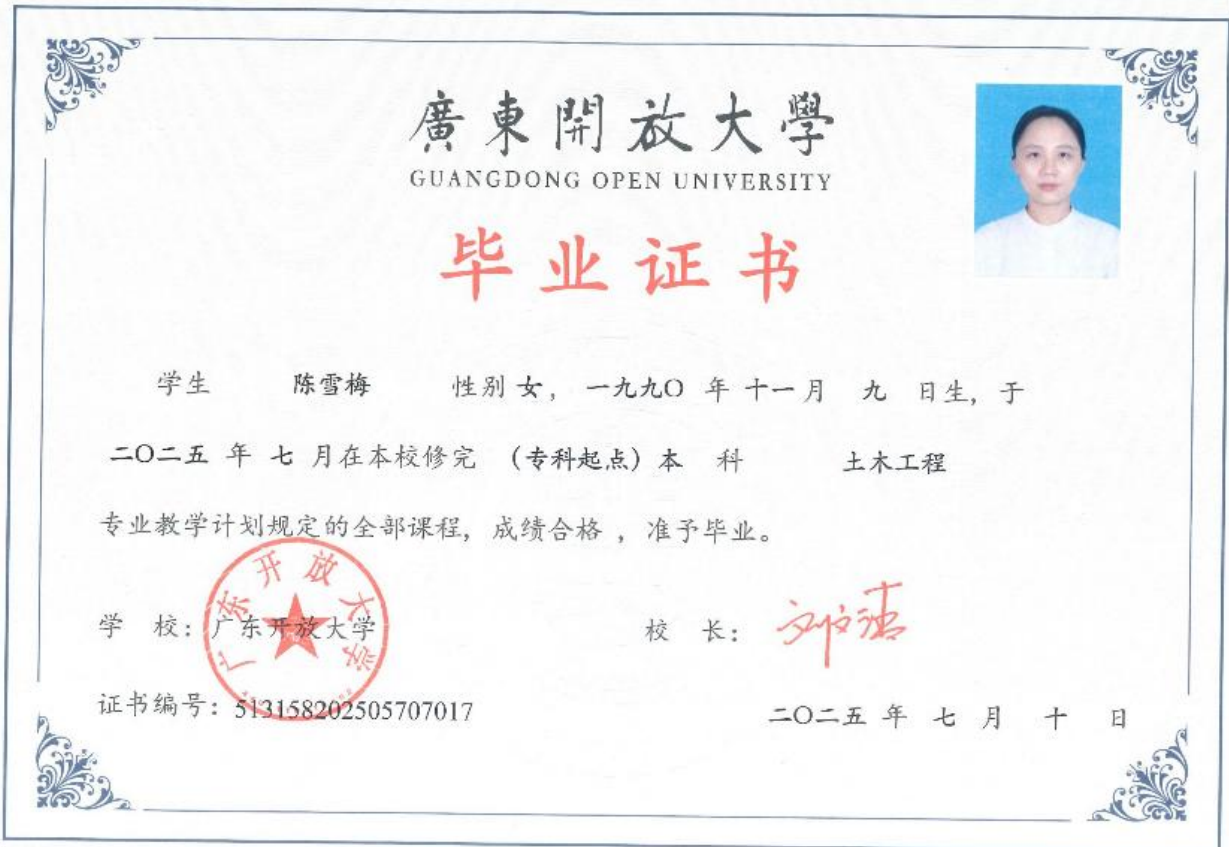 廣東開放大學
GUANGDONG OPEN UNIVERSITY
毕业证书
学生 陈雪梅 性别 女， 一九九〇 年 十一 月 九 日生，于
二〇二五 年 七 月在本校修完 （专科起点）本 科 土木工程
专业教学计划规定的全部课程，成绩合格 ，准予毕业。
广东开放大学
学 校：广东开放大学 校 长：
证书编号：513158202505707017 二〇二五 年 七 月 十 日